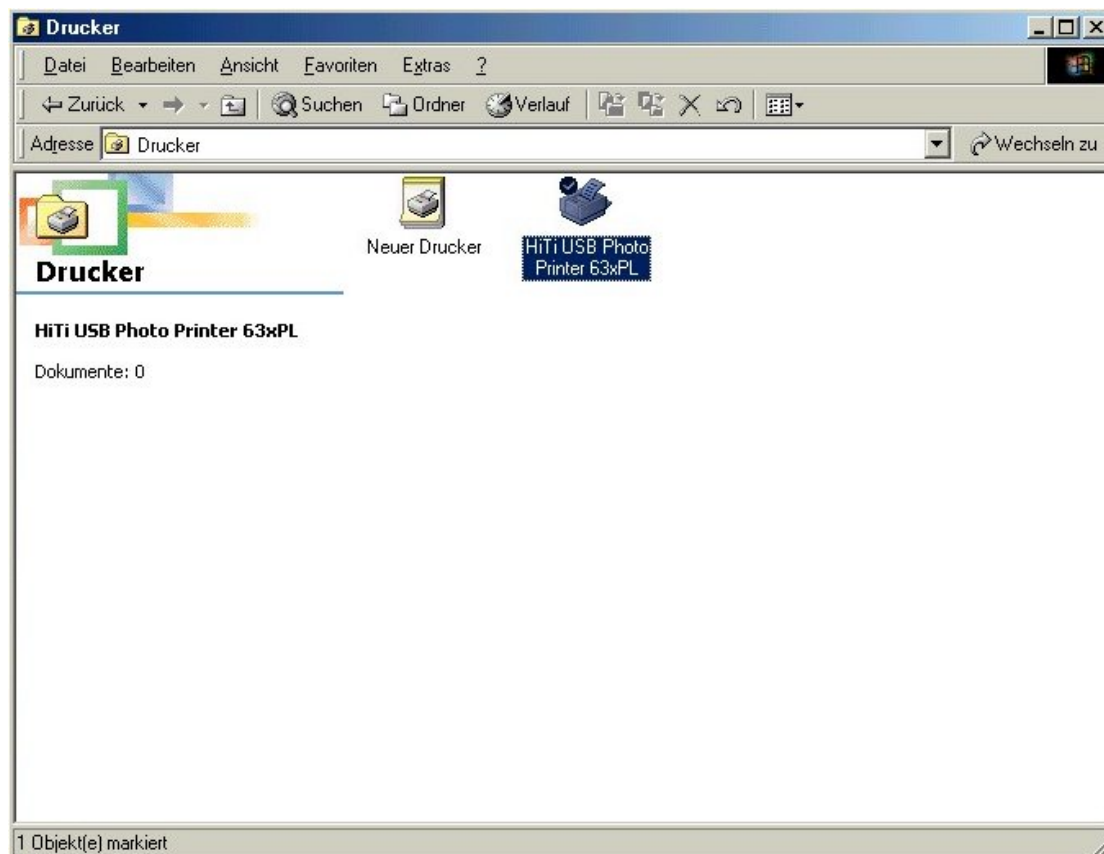 Drucker
Datei Bearbeiten Ansicht Favoriten Extras ?
Zurück Suchen Ordner Verlauf
Adresse Drucker Wechseln zu
Neuer Drucker
HiTi USB Photo
Printer 63xPL
Drucker
HiTi USB Photo Printer 63xPL
Dokumente: 0
1 Objekt(e) markiert